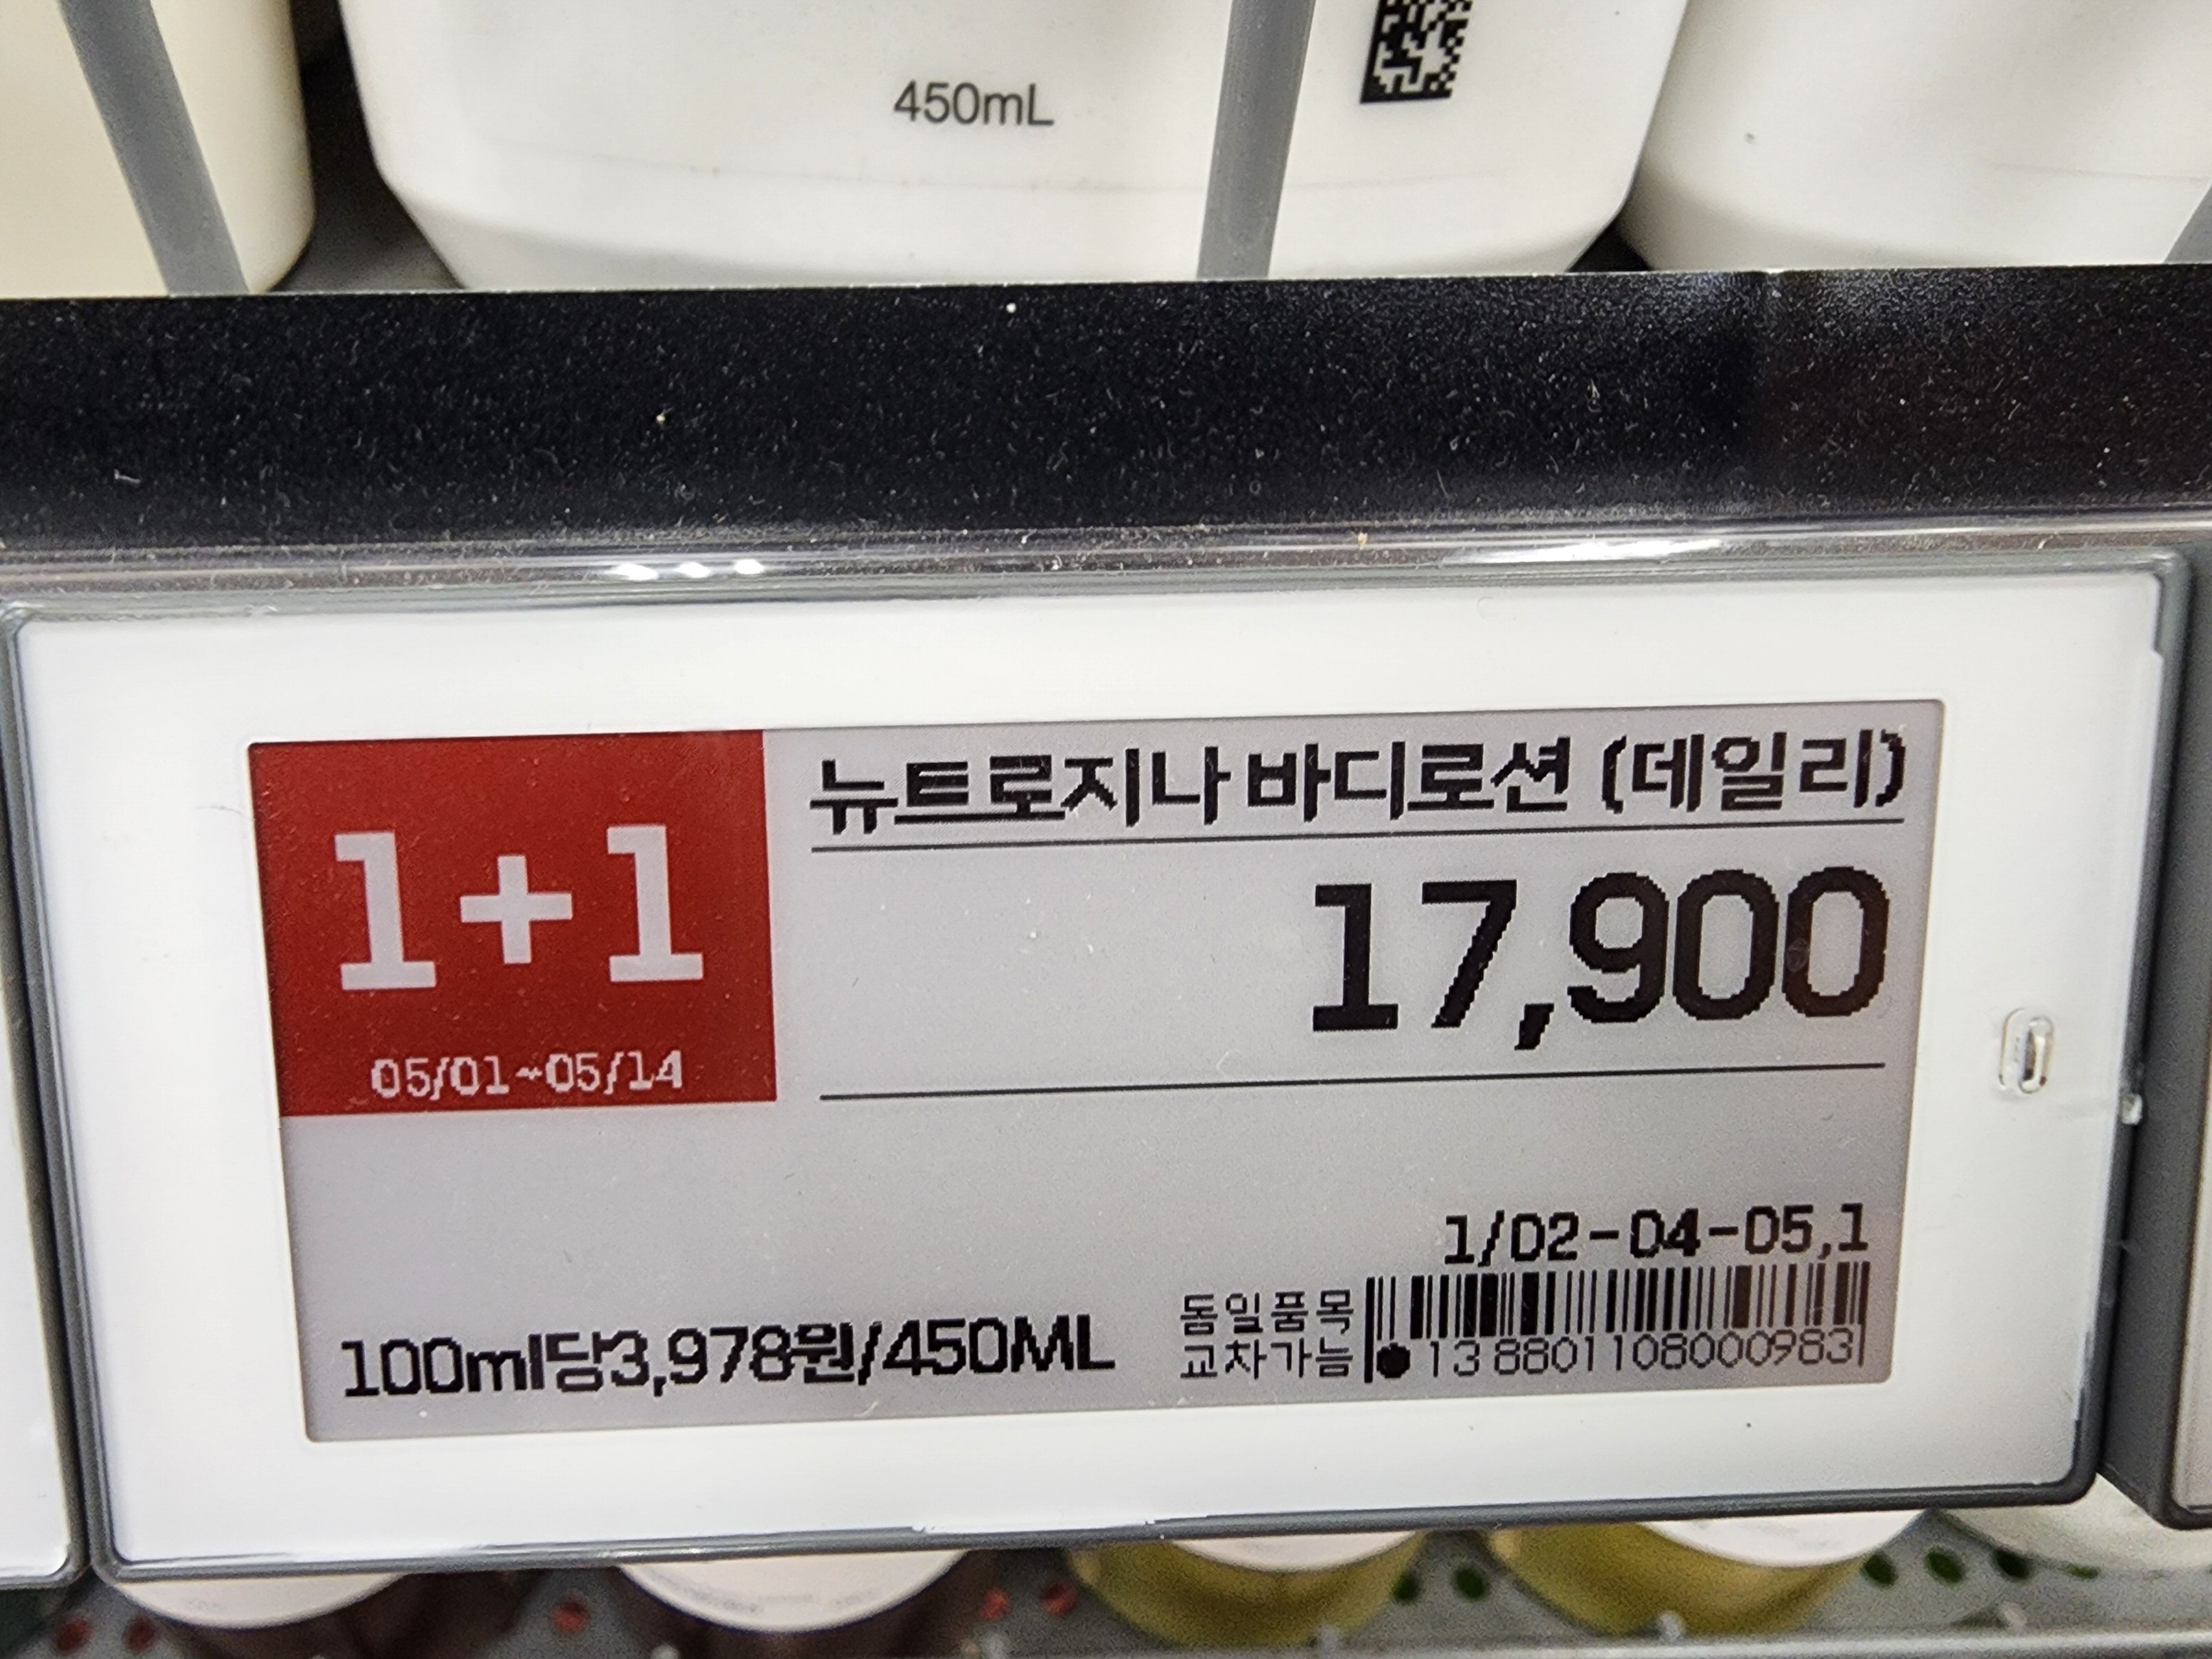 450mL
1+1
05/01~05/14
뉴트로지나 바디로션 (데일리)
17,900
1/02-04-05,1
100ml당3,978원/450ML
동일품목
교차가능
13 8801108000983